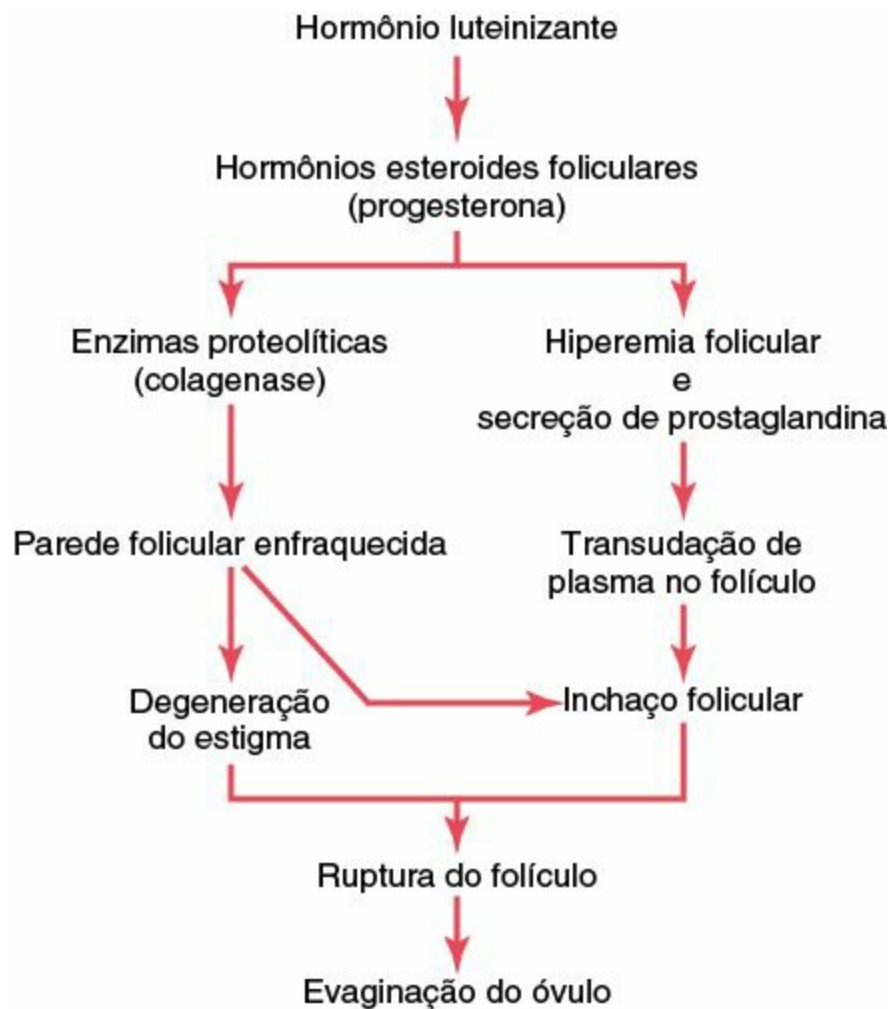 Hormônio luteinizante
Hormônios esteroides foliculares
(progesterona)
Enzimas proteolíticas
(colagenase)
Hiperemia folicular
e
secreção de prostaglandina
Parede folicular enfraquecida
Transudação de
plasma no folículo
Degeneração
do estigma
Inchaço folicular
Ruptura do folículo
Evaginação do óvulo